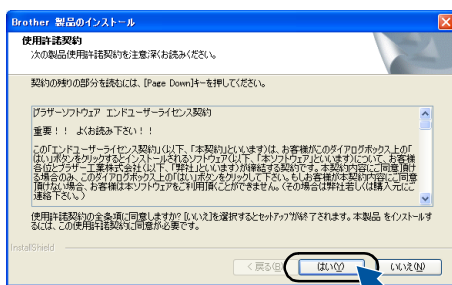 Brother 製品のインストール
使用許諾契約
次の製品使用許諾契約を注意深くお読みください。
契約の残りの部分を読むには、[Page Down]キーを押してください。
ブラザーソフトウェア エンドユーザーライセンス契約
重要！！ よくお読み下さい！！
この「エンドユーザーライセンス契約」(以下、「本契約」といいます)は、お客様がこのダイアログボックス上の「
はい」ボタンをクリックするとインストールされるソフトウェア(以下、「本ソフトウェア」といいます)について、お客様
各位とブラザー工業株式会社(以下、「弊社」といいます)が締結する契約です。本契約内容にご同意頂け
る場合のみ、このダイアログボックス上の「はい」ボタンをクリックして下さい。もしお客様が本契約内容にご同意
頂けない場合、お客様は本ソフトウェアをご利用頂くことができません。(その場合は弊社若しくは購入元にご
連絡下さい。)
使用許諾契約の全条項に同意しますか? [いいえ]を選択するとセットアップが終了されます。本製品 をインストールす
るには、この使用許諾契約に同意が必要です。
InstallShield
< 戻る(B)
はい(Y)
いいえ(N)